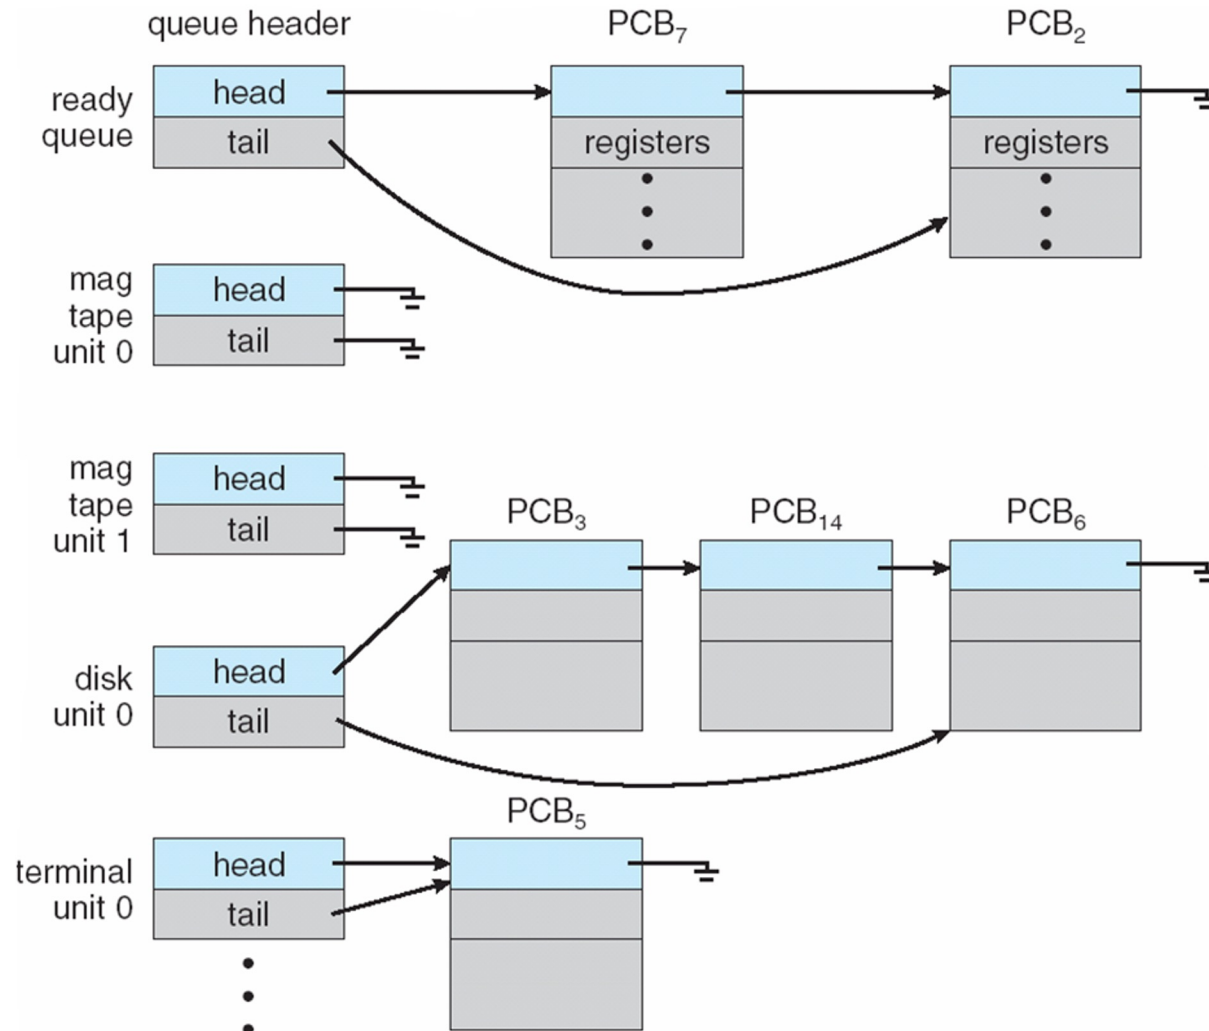 queue header
PCB₇
PCB₂
ready
queue
head
tail
registers
registers
mag
tape
unit 0
head
tail
mag
tape
unit 1
head
tail
PCB₃
PCB₁₄
PCB₆
disk
unit 0
head
tail
PCB₅
terminal
unit 0
head
tail